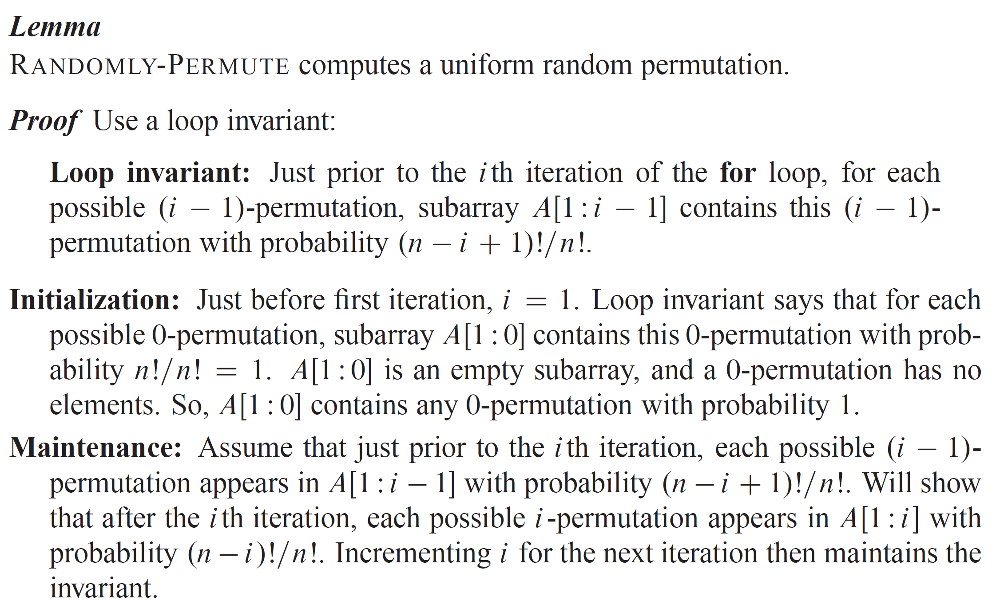 Lemma
RANDOMLY-PERMUTE computes a uniform random permutation.
Proof Use a loop invariant:
Loop invariant: Just prior to the ith iteration of the for loop, for each
possible (i − 1)-permutation, subarray A[1 : i − 1] contains this (i − 1)-
permutation with probability (n − i + 1)!/n!.
Initialization: Just before first iteration, i = 1. Loop invariant says that for each
possible 0-permutation, subarray A[1 : 0] contains this 0-permutation with prob-
ability n!/n! = 1. A[1 : 0] is an empty subarray, and a 0-permutation has no
elements. So, A[1 : 0] contains any 0-permutation with probability 1.
Maintenance: Assume that just prior to the ith iteration, each possible (i − 1)-
permutation appears in A[1 : i − 1] with probability (n − i + 1)!/n!. Will show
that after the ith iteration, each possible i-permutation appears in A[1 : i] with
probability (n − i)!/n!. Incrementing i for the next iteration then maintains the
invariant.